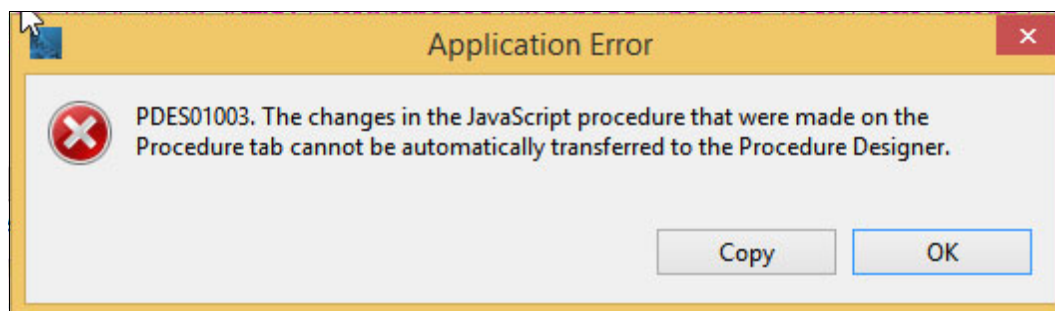 Application Error
PDES01003. The changes in the JavaScript procedure that were made on the
Procedure tab cannot be automatically transferred to the Procedure Designer.
Copy
OK